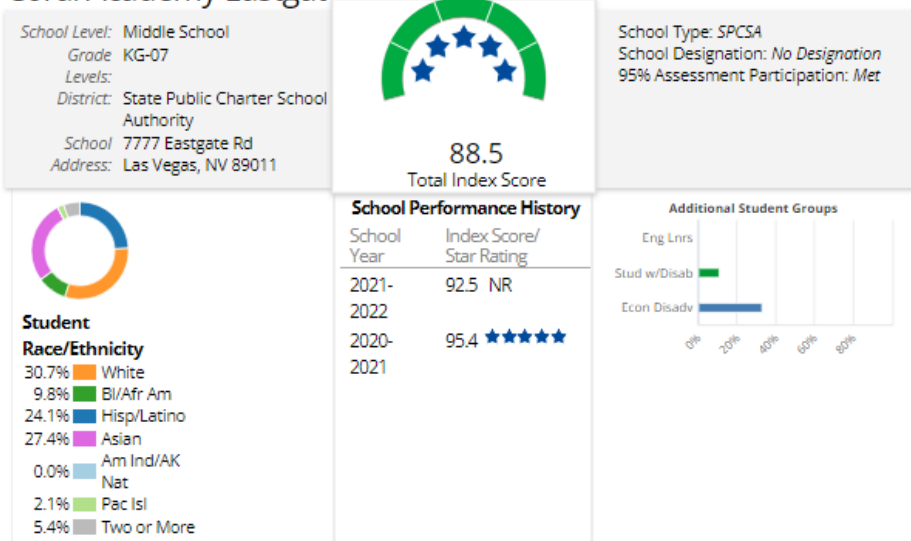 Academy
School Level: Middle School
Grade Levels: KG-07
District: State Public Charter School
Authority
School Address: 7777 Eastgate Rd
Las Vegas, NV 89011
88.5
Total Index Score
School Type: SPCSA
School Designation: No Designation
95% Assessment Participation: Met
Student
Race/Ethnicity
30.7% White
9.8% Bl/Afr Am
24.1% Hisp/Latino
27.4% Asian
0.0% Am Ind/AK
Nat
2.1% Pac Isl
5.4% Two or More
School Performance History
School Year
Index Score/
Star Rating
2021-2022 92.5 NR
2020-2021 95.4
Additional Student Groups
Eng Lnrs
Stud w/Disab
Econ Disadv
0% 20% 40% 60% 80%